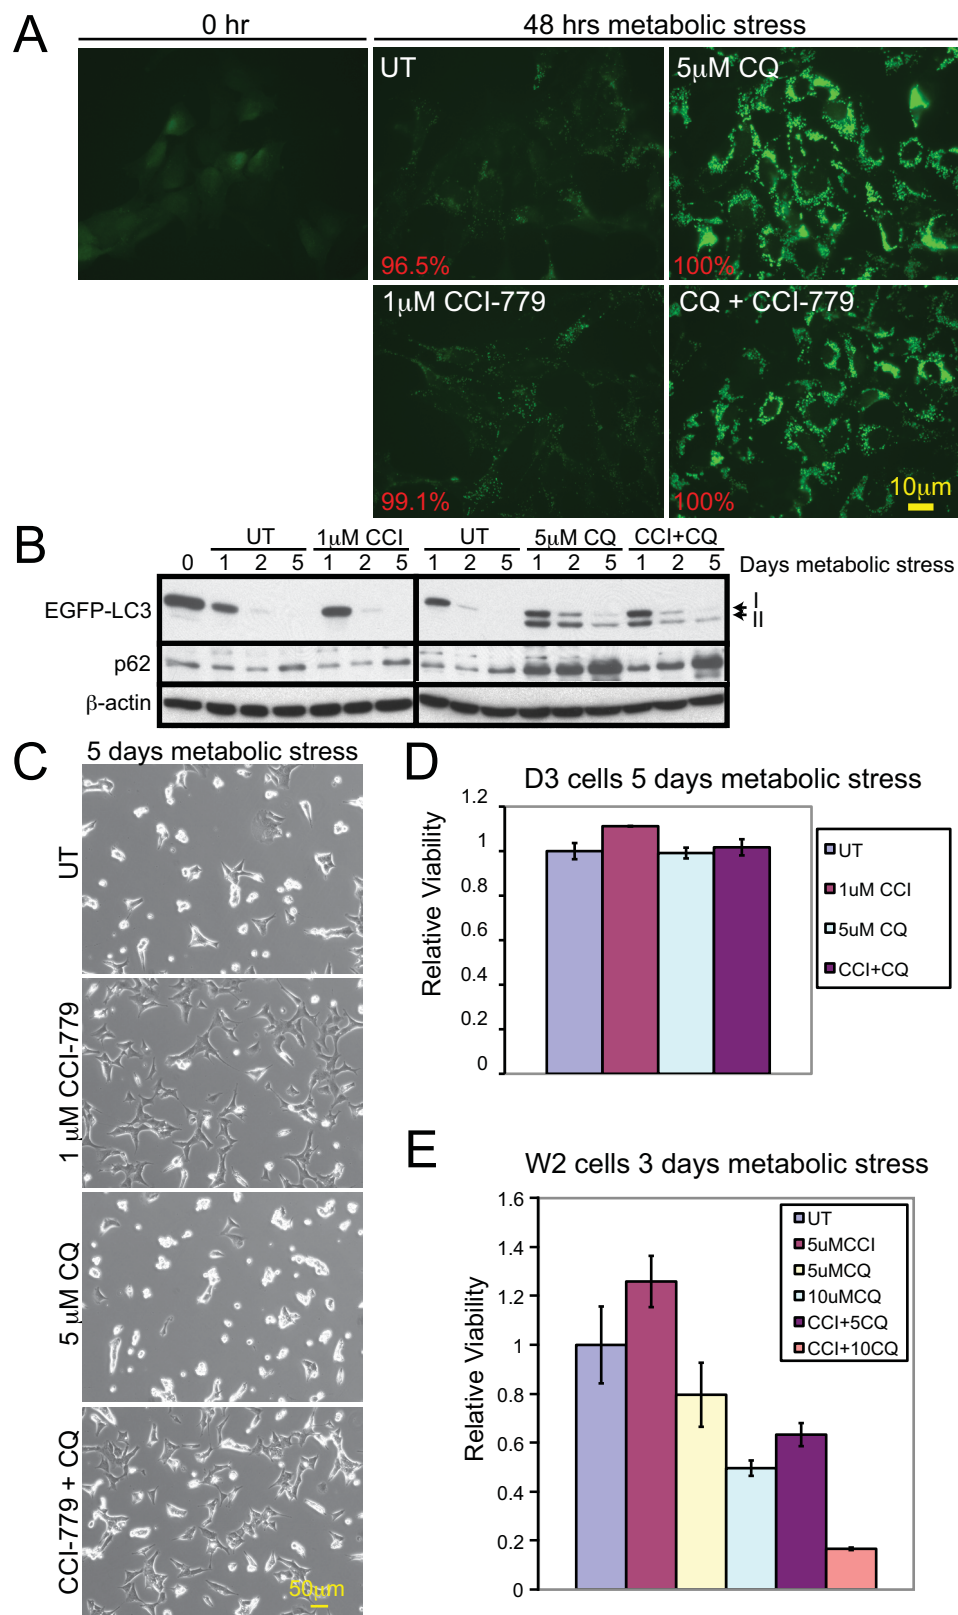 A
0 hr
48 hrs metabolic stress
UT
5μM CQ
96.5%
100%
1μM CCI-779
CQ + CCI-779
99.1%
100%
10μm
B
UT
1μM CCI
UT
5μM CQ
CCI+CQ
0 1 2 5 1 2 5 1 2 5 1 2 5 1 2 5 Days metabolic stress
EGFP-LC3
I
II
p62
β-actin
C
5 days metabolic stress
UT
1 μM CCI-779
5 μM CQ
CCI-779 + CQ
50μm
D
D3 cells 5 days metabolic stress
Relative Viability
1.2
1
0.8
0.6
0.4
0.2
0
UT
1uM CCI
5uM CQ
CCI+CQ
E
W2 cells 3 days metabolic stress
Relative Viability
1.6
1.4
1.2
1
0.8
0.6
0.4
0.2
0
UT
5uMCCI
5uMCQ
10uMCQ
CCI+5CQ
CCI+10CQ